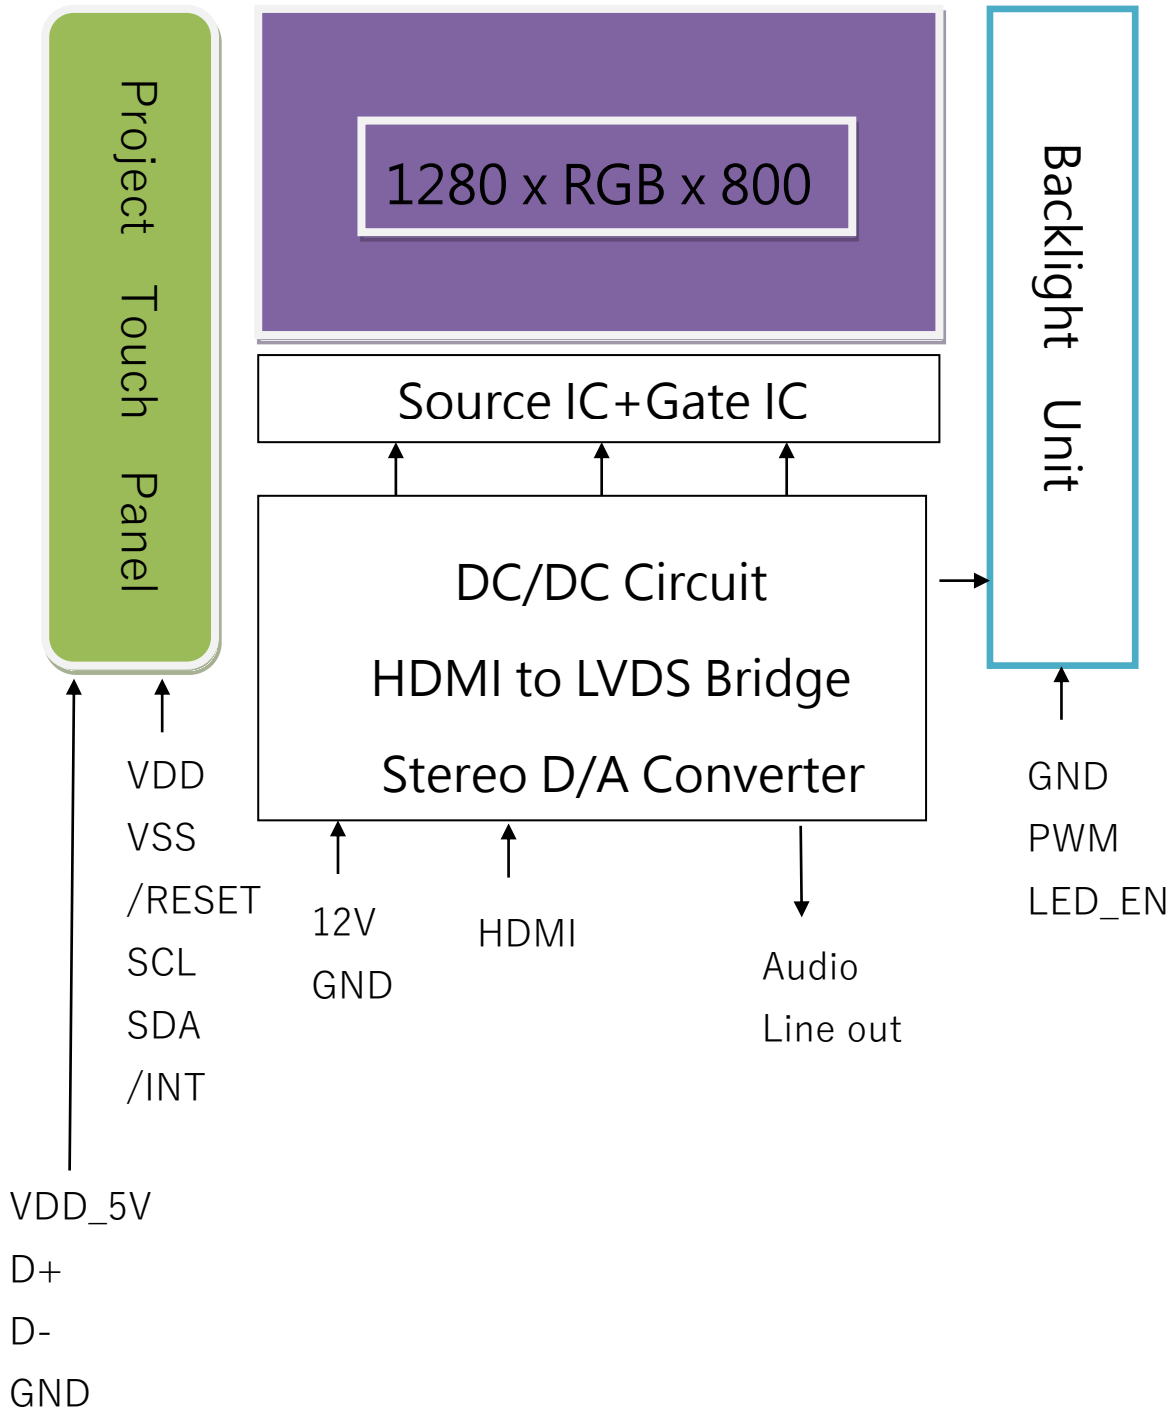 Project Touch Panel
1280 x RGB x 800
Backlight Unit
Source IC+Gate IC
DC/DC Circuit
HDMI to LVDS Bridge
Stereo D/A Converter
VDD
VSS
/RESET
SCL
SDA
/INT
12V
GND
HDMI
Audio
Line out
GND
PWM
LED_EN
VDD_5V
D+
D-
GND